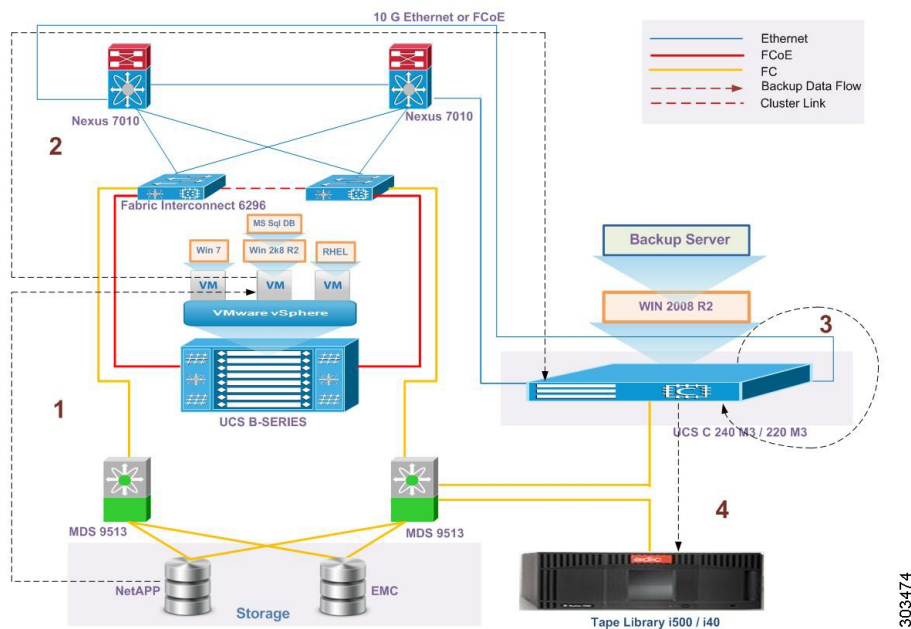 10 G Ethernet or FCoE
Ethernet
FCoE
FC
Backup Data Flow
Cluster Link
Nexus 7010
Nexus 7010
2
Fabric Interconnect 6296
MS Sql DB
Win 7
Win 2k8 R2
RHEL
VM
VM
VM
VMware vSphere
Backup Server
WIN 2008 R2
3
1
UCS B-SERIES
UCS C 240 M3 / 220 M3
MDS 9513
MDS 9513
4
NetAPP
EMC
Storage
adic
Tape Library i500 / i40
303474